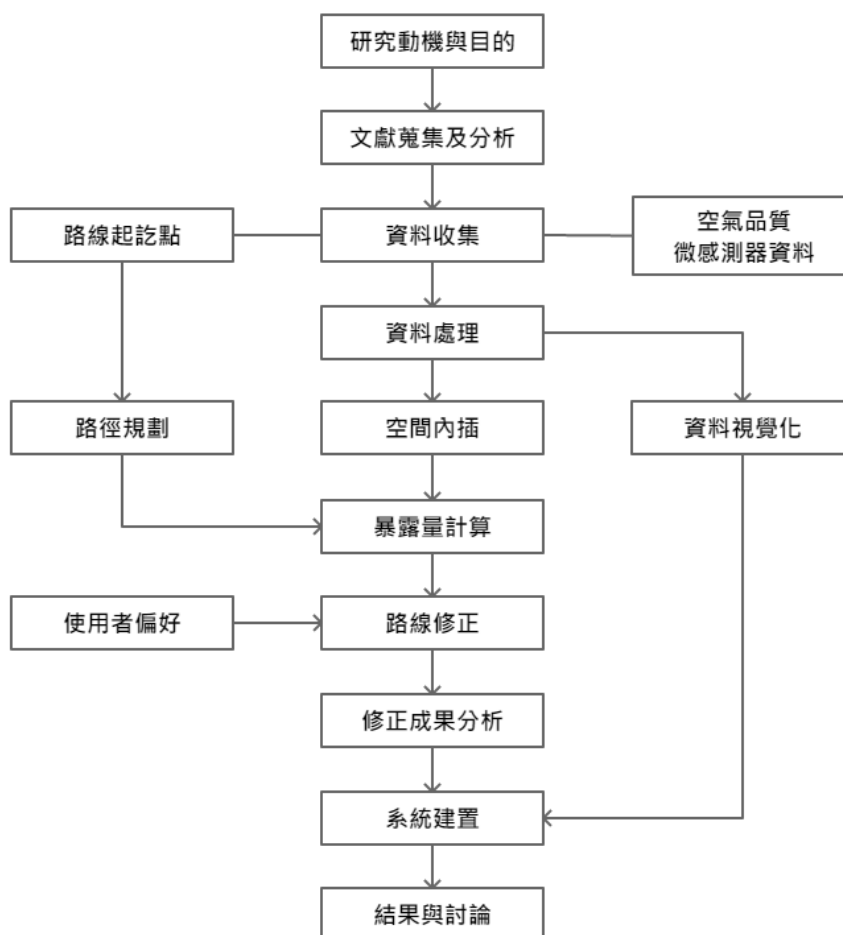 研究動機與目的
文獻蒐集及分析
路線起訖點
資料收集
空氣品質
微感測器資料
資料處理
路徑規劃
空間內插
資料視覺化
暴露量計算
使用者偏好
路線修正
修正成果分析
系統建置
結果與討論